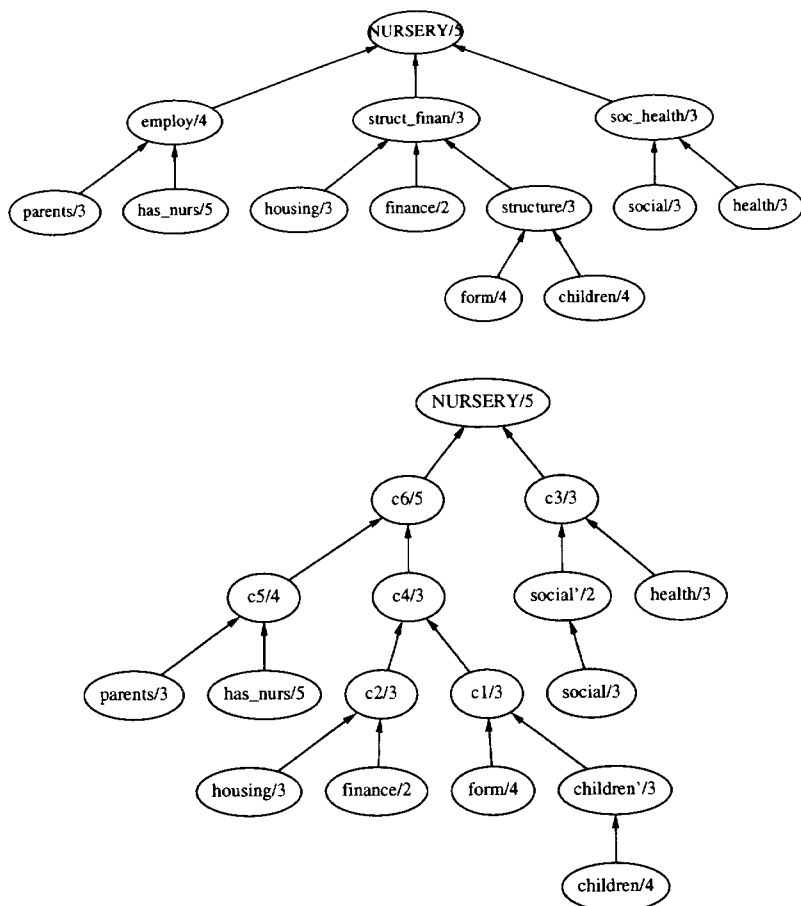 NURSERY/5
employ/4
struct_finan/3
soc_health/3
parents/3
has_nurs/5
housing/3
finance/2
structure/3
social/3
health/3
form/4
children/4
NURSERY/5
c6/5
c3/3
c5/4
c4/3
social'/2
health/3
parents/3
has_nurs/5
c2/3
c1/3
social/3
housing/3
finance/2
form/4
children'/3
children/4